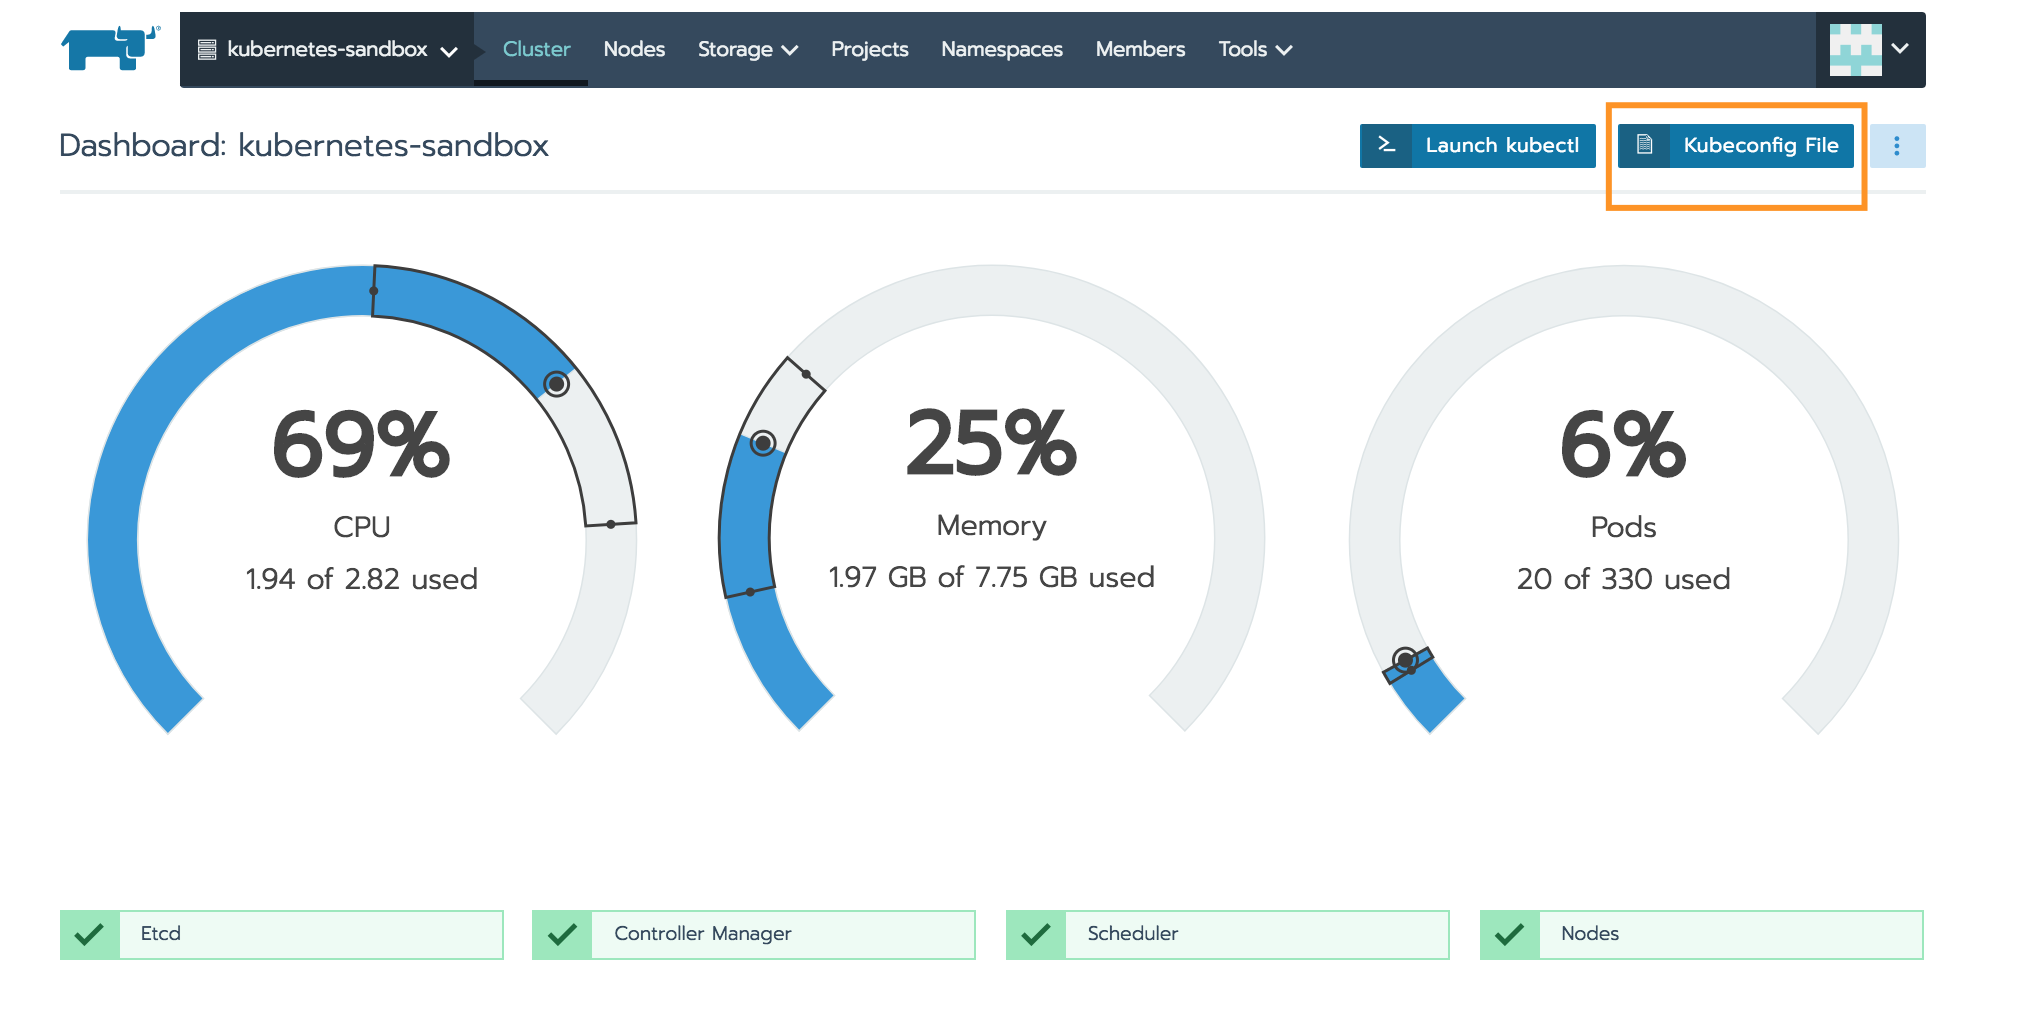 kubernetes-sandbox Cluster Nodes Storage Projects Namespaces Members Tools
Dashboard: kubernetes-sandbox
Launch kubectl
Kubeconfig File
69%
CPU
1.94 of 2.82 used
25%
Memory
1.97 GB of 7.75 GB used
6%
Pods
20 of 330 used
Etcd
Controller Manager
Scheduler
Nodes